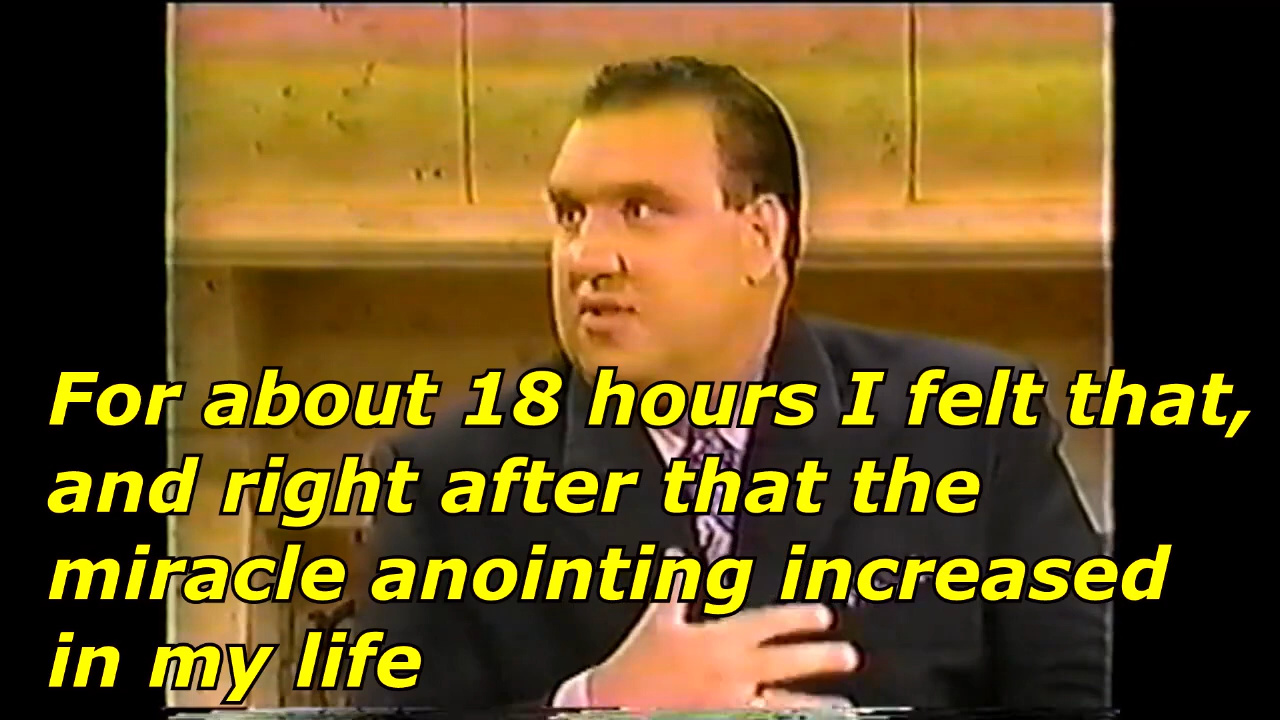 For about 18 hours I felt that,
and right after that the
miracle anointing increased
in my life